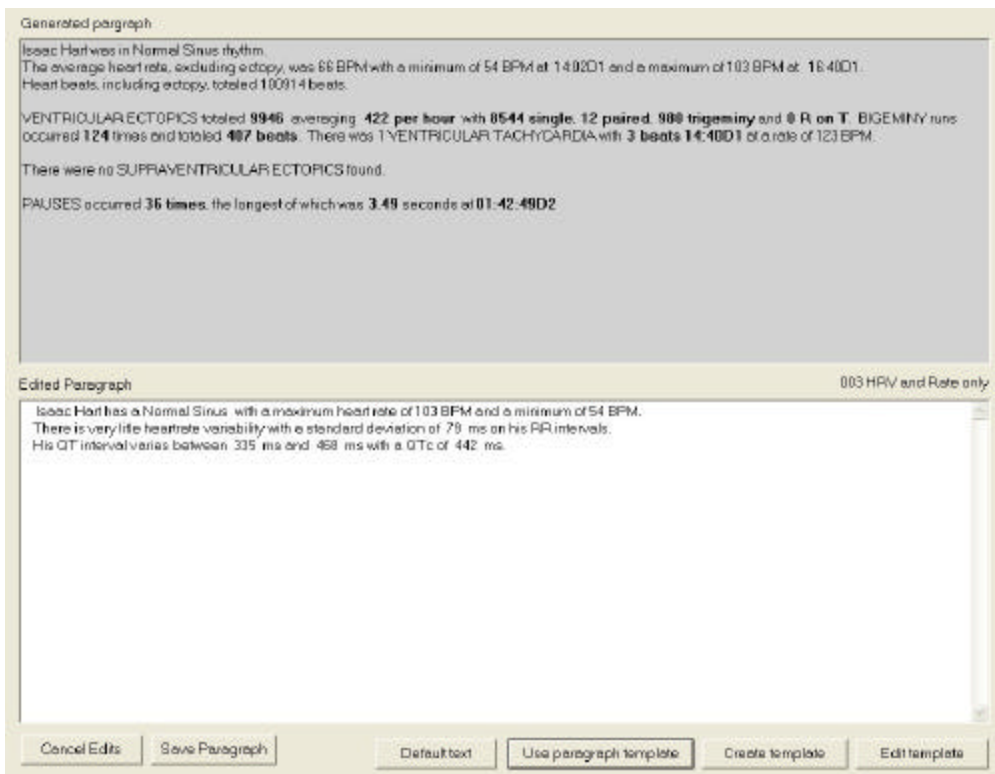 Generated pargraph
Isaac Hart was in Normal Sinus rhythm.
The average heart rate, excluding ectopy, was 66 BPM with a minimum of 54 BPM at 14:02D1 and a maximum of 103 BPM at 16:40D1.
Heart beats, including ectopy, totaled 100914 beats.
VENTRICULAR ECTOPICS totaled 9946 averaging 422 per hour with 8544 single, 12 paired, 980 trigeminy and 0 R on T. BIGEMINY runs
occurred 124 times and totaled 407 beats. There was 1 VENTRICULAR TACHYCARDIA with 3 beats 14:40D1 at a rate of 123 BPM.
There were no SUPRAVENTRICULAR ECTOPICS found.
PAUSES occurred 36 times, the longest of which was 3.49 seconds at 01:42:49D2
Edited Paragraph
003 HRV and Rate only
Isaac Hart has a Normal Sinus with a maximum heart rate of 103 BPM and a minimum of 54 BPM.
There is very litle heartrate variability with a standard deviation of 79 ms on his RR intervals.
His QT interval varies between 335 ms and 468 ms with a QTc of 442 ms.
Cancel Edits
Save Paragraph
Default text
Use paragraph template
Create template
Edit template